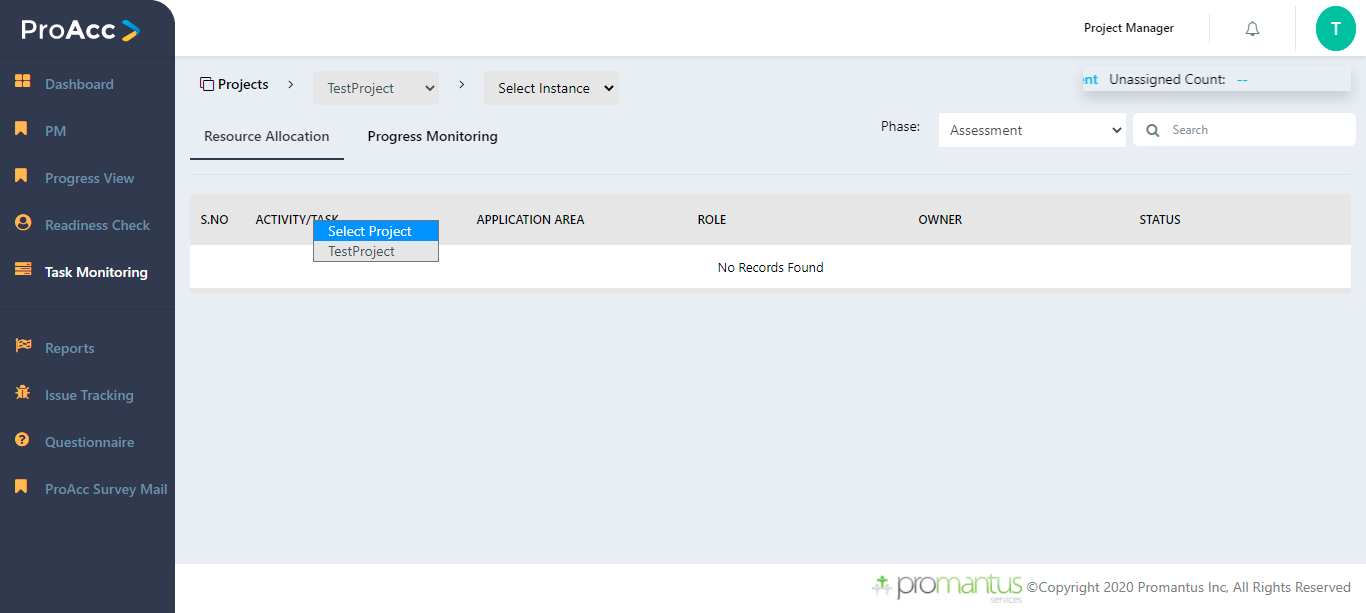 ProAcc
Project Manager
T
Dashboard
PM
Progress View
Readiness Check
Task Monitoring
Reports
Issue Tracking
Questionnaire
ProAcc Survey Mail
Projects > TestProject > Select Instance
nt Unassigned Count: --
Resource Allocation Progress Monitoring
Phase: Assessment Search
S.NO ACTIVITY/TASK APPLICATION AREA ROLE OWNER STATUS
Select Project
TestProject
No Records Found
promantus
services
©Copyright 2020 Promantus Inc, All Rights Reserved